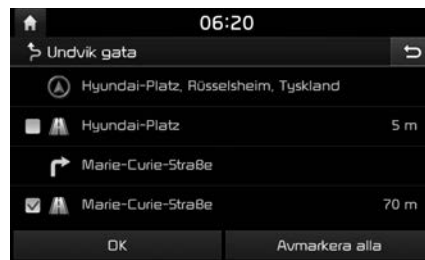 06:20
Undvik gata
Hyundai-Platz, Rüsselsheim, Tyskland
Hyundai-Platz 5 m
Marie-Curie-Straße
Marie-Curie-Straße 70 m
OK Avmarkera alla